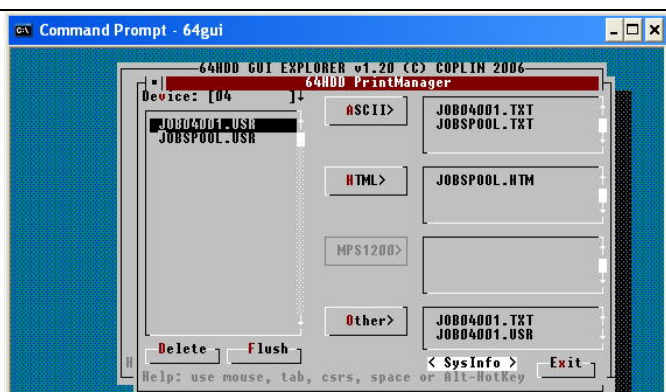 Command Prompt - 64gui
64HDD GUI EXPLORER v1.20 (C) COPLIN 2006
64HDD PrintManager
Device: [04 ]↓
JOB04001.USR
JOBSPOOL.USR
ASCII>
JOB04001.TXT
JOBSPOOL.TXT
HTML>
JOBSPOOL.HTM
MPS1200>
Other>
JOB04001.TXT
JOB04001.USR
Delete
Flush
< SysInfo >
Exit
H
Help: use mouse, tab, csrs, space or Alt-HotKey